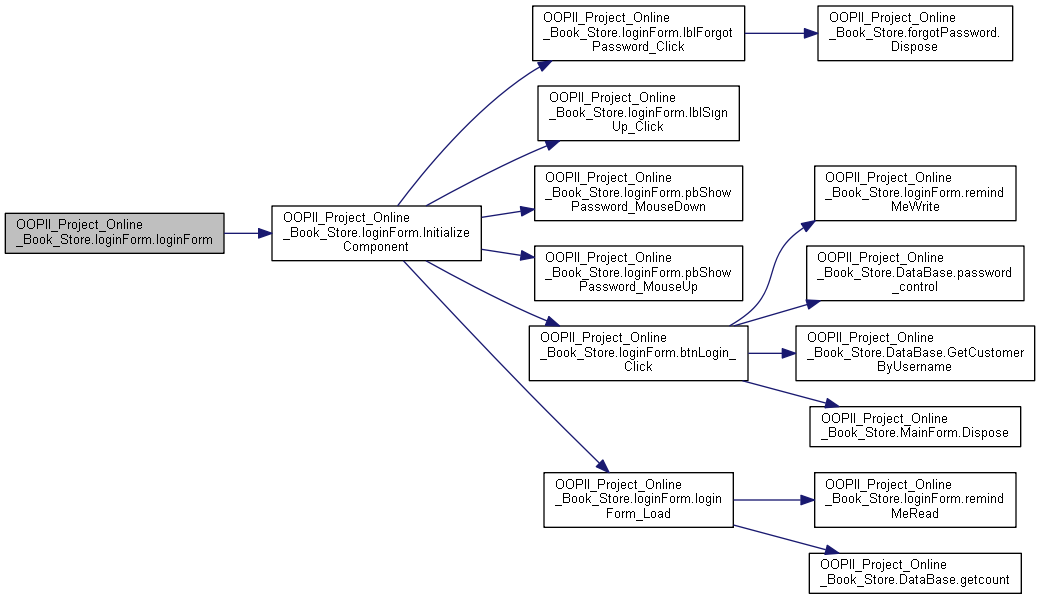 OOPII_Project_Online
_Book_Store.loginForm.loginForm
OOPII_Project_Online
_Book_Store.loginForm.Initialize
Component
OOPII_Project_Online
_Book_Store.loginForm.lblForgot
Password_Click
OOPII_Project_Online
_Book_Store.forgotPassword.
Dispose
OOPII_Project_Online
_Book_Store.loginForm.lblSign
Up_Click
OOPII_Project_Online
_Book_Store.loginForm.pbShow
Password_MouseDown
OOPII_Project_Online
_Book_Store.loginForm.pbShow
Password_MouseUp
OOPII_Project_Online
_Book_Store.loginForm.btnLogin_
Click
OOPII_Project_Online
_Book_Store.loginForm.remind
MeWrite
OOPII_Project_Online
_Book_Store.DataBase.password
_control
OOPII_Project_Online
_Book_Store.DataBase.GetCustomer
ByUsername
OOPII_Project_Online
_Book_Store.MainForm.Dispose
OOPII_Project_Online
_Book_Store.loginForm.login
Form_Load
OOPII_Project_Online
_Book_Store.loginForm.remind
MeRead
OOPII_Project_Online
_Book_Store.DataBase.getcount